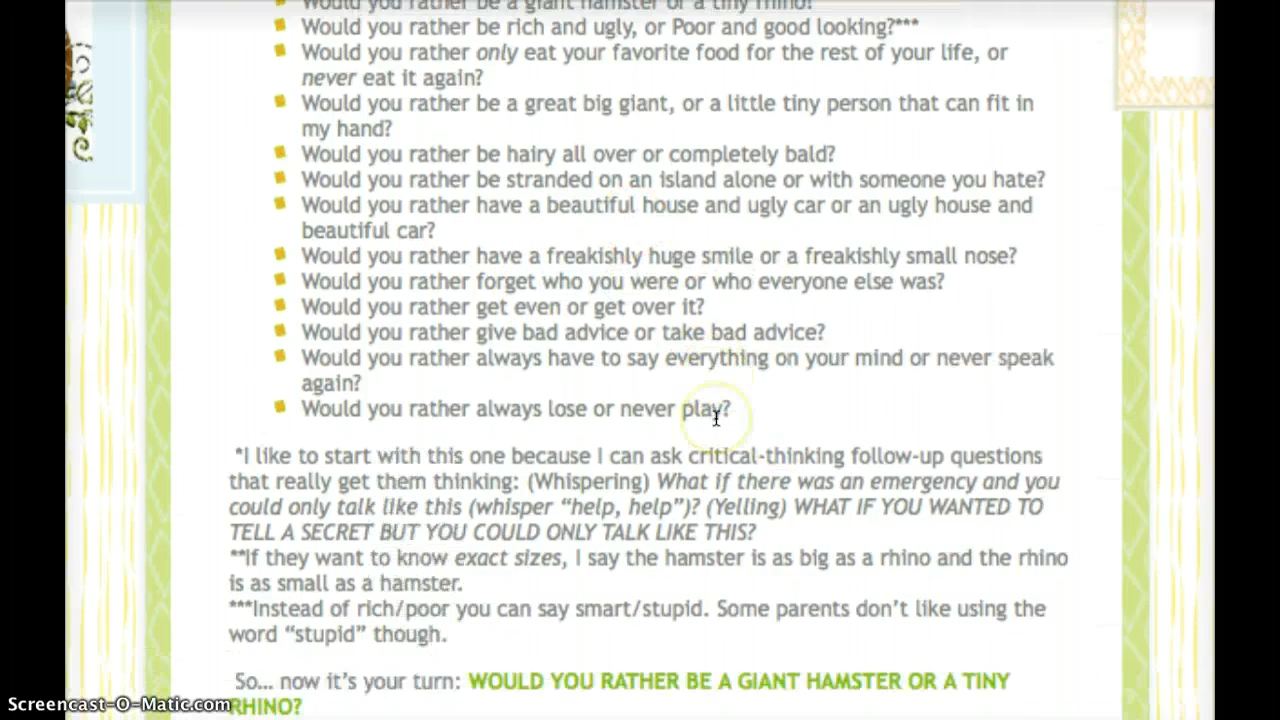 Would you rather be a giant hamster or a tiny rhino?
Would you rather be rich and ugly, or Poor and good looking?***
Would you rather only eat your favorite food for the rest of your life, or
never eat it again?
Would you rather be a great big giant, or a little tiny person that can fit in
my hand?
Would you rather be hairy all over or completely bald?
Would you rather be stranded on an island alone or with someone you hate?
Would you rather have a beautiful house and ugly car or an ugly house and
beautiful car?
Would you rather have a freakishly huge smile or a freakishly small nose?
Would you rather forget who you were or who everyone else was?
Would you rather get even or get over it?
Would you rather give bad advice or take bad advice?
Would you rather always have to say everything on your mind or never speak
again?
Would you rather always lose or never play?
*I like to start with this one because I can ask critical-thinking follow-up questions
that really get them thinking: (Whispering) What if there was an emergency and you
could only talk like this (whisper “help, help”)? (Yelling) WHAT IF YOU WANTED TO
TELL A SECRET BUT YOU COULD ONLY TALK LIKE THIS?
**If they want to know exact sizes, I say the hamster is as big as a rhino and the rhino
is as small as a hamster.
***Instead of rich/poor you can say smart/stupid. Some parents don’t like using the
word “stupid” though.
So… now it’s your turn: WOULD YOU RATHER BE A GIANT HAMSTER OR A TINY
RHINO?
Screencast-O-Matic.com